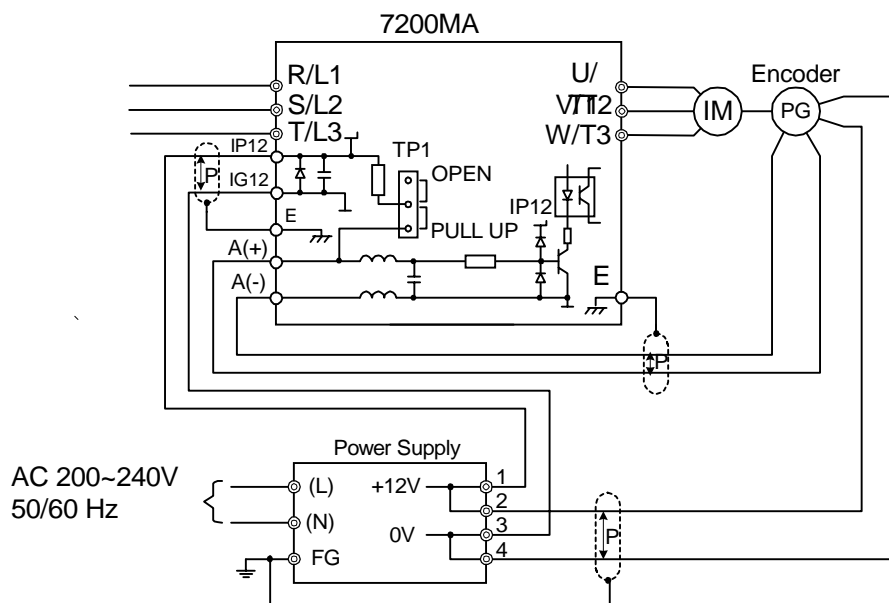 7200MA
R/L1
S/L2
T/L3
IP12
IG12
E
A(+)
A(-)
P
TP1
OPEN
PULL UP
IP12
E
U/
W/T3
IM
Encoder
PG
P
Power Supply
AC 200~240V
50/60 Hz
(L)
(N)
FG
+12V
0V
1
2
3
4
P